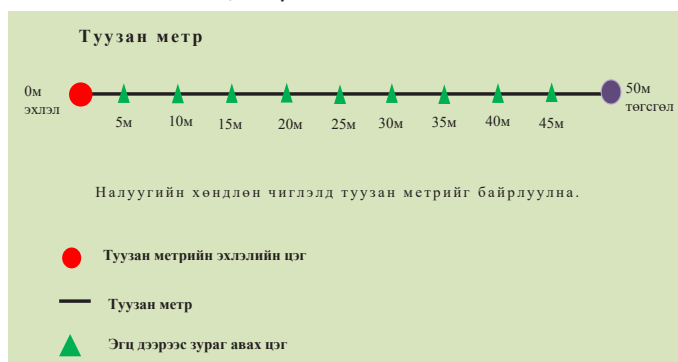 Туузан метр
0м
эхлэл
5м 10м 15м 20м 25м 30м 35м 40м 45м
50м
төгсгөл
Налуугийн хөндлөн чиглэлд туузан метрийг байрлуулна.
Туузан метрийн эхлэлийн цэг
Туузан метр
Эгц дээрээс зураг авах цэг